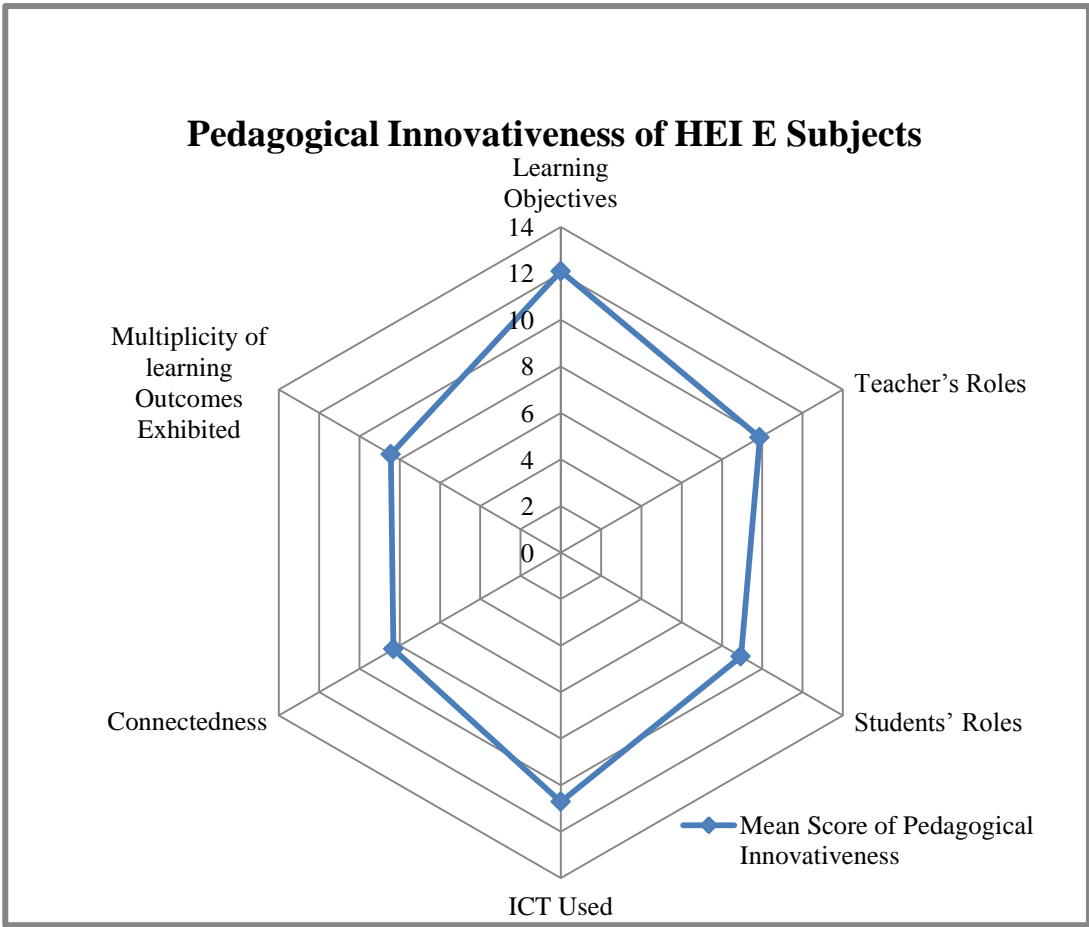 Pedagogical Innovativeness of HEI E Subjects
Learning
Objectives
14
12
10
8
6
4
2
0
Teacher’s Roles
Students’ Roles
ICT Used
Connectedness
Multiplicity of
learning
Outcomes
Exhibited
Mean Score of Pedagogical
Innovativeness